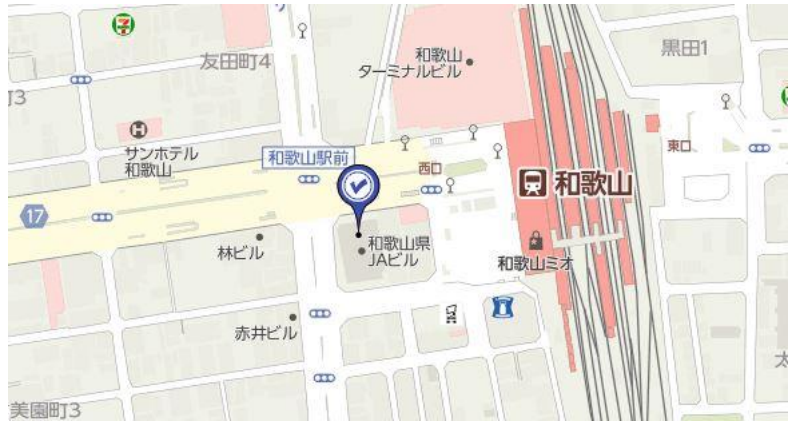 友田町4
和歌山
ターミナルビル
黒田1
サンホテル
和歌山
和歌山駅前
西口
東口
和歌山
17
林ビル
和歌山県
JAビル
和歌山ミオ
赤井ビル
美園町3